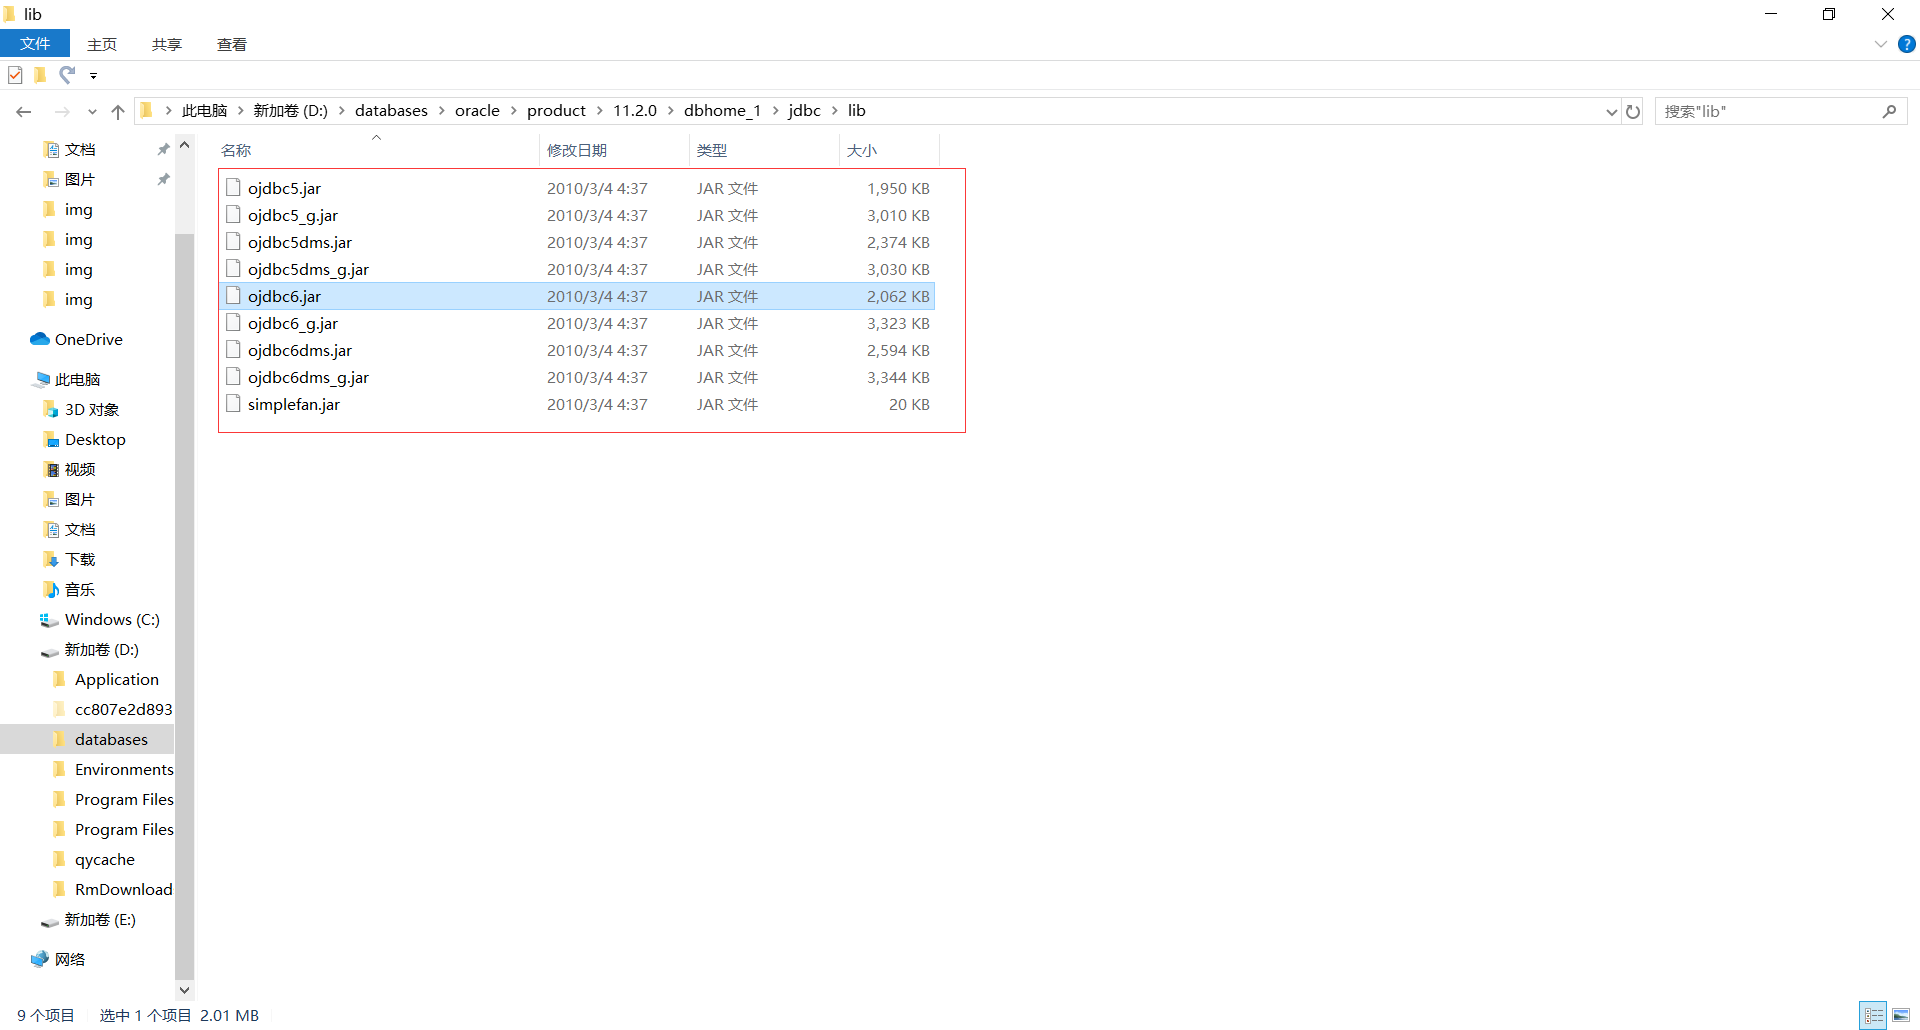 lib
文件 主页 共享 查看
此电脑 新加卷 (D:) databases oracle product 11.2.0 dbhome_1 jdbc lib
搜索"lib"
文档
图片
img
img
img
img
OneDrive
此电脑
3D 对象
Desktop
视频
图片
文档
下载
音乐
Windows (C:)
新加卷 (D:)
Application
cc807e2d893
databases
Environments
Program Files
Program Files
qycache
RmDownload
新加卷 (E:)
网络
名称 修改日期 类型 大小
ojdbc5.jar 2010/3/4 4:37 JAR 文件 1,950 KB
ojdbc5_g.jar 2010/3/4 4:37 JAR 文件 3,010 KB
ojdbc5dms.jar 2010/3/4 4:37 JAR 文件 2,374 KB
ojdbc5dms_g.jar 2010/3/4 4:37 JAR 文件 3,030 KB
ojdbc6.jar 2010/3/4 4:37 JAR 文件 2,062 KB
ojdbc6_g.jar 2010/3/4 4:37 JAR 文件 3,323 KB
ojdbc6dms.jar 2010/3/4 4:37 JAR 文件 2,594 KB
ojdbc6dms_g.jar 2010/3/4 4:37 JAR 文件 3,344 KB
simplefan.jar 2010/3/4 4:37 JAR 文件 20 KB
9 个项目 选中 1 个项目 2.01 MB